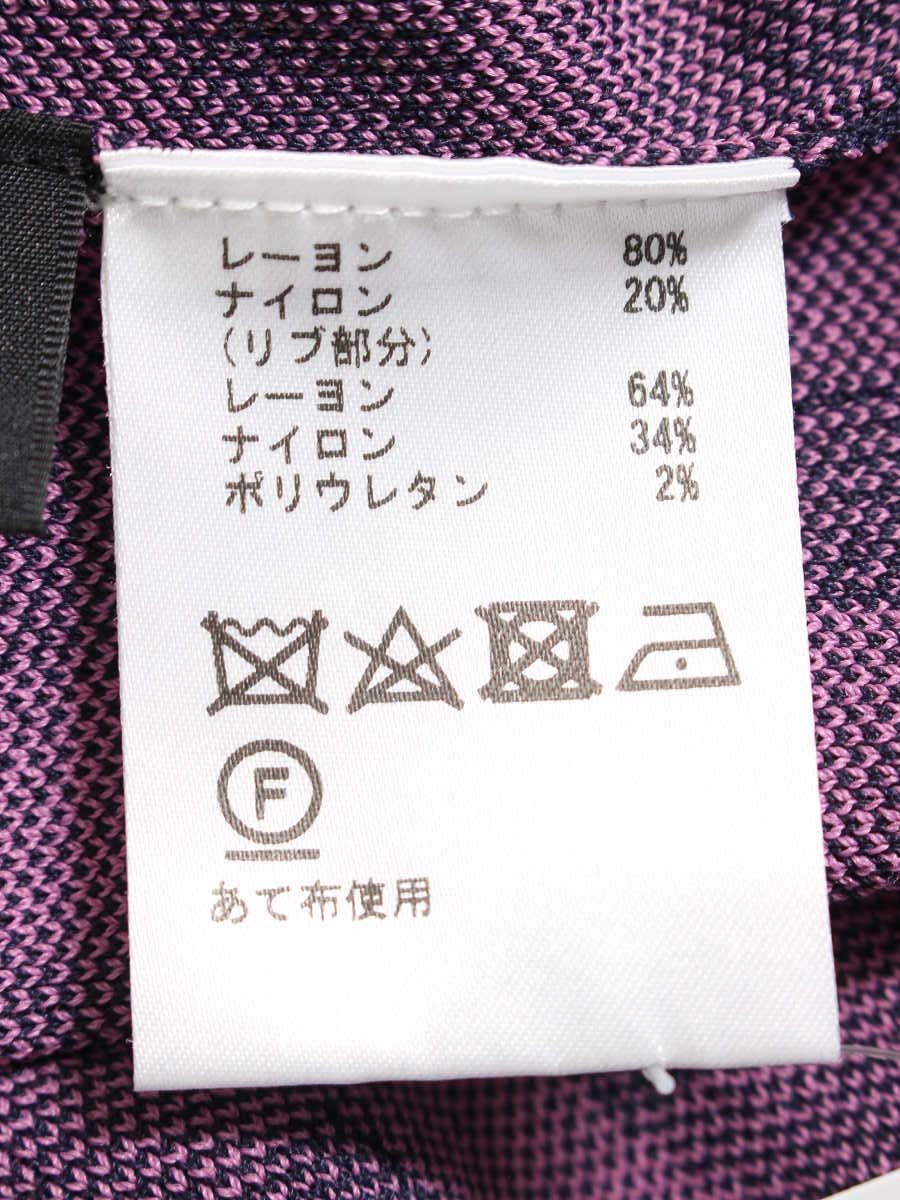 レーヨン 80%
ナイロン 20%
(リブ部分)
レーヨン 64%
ナイロン 34%
ポリウレタン 2%
F
あて布使用